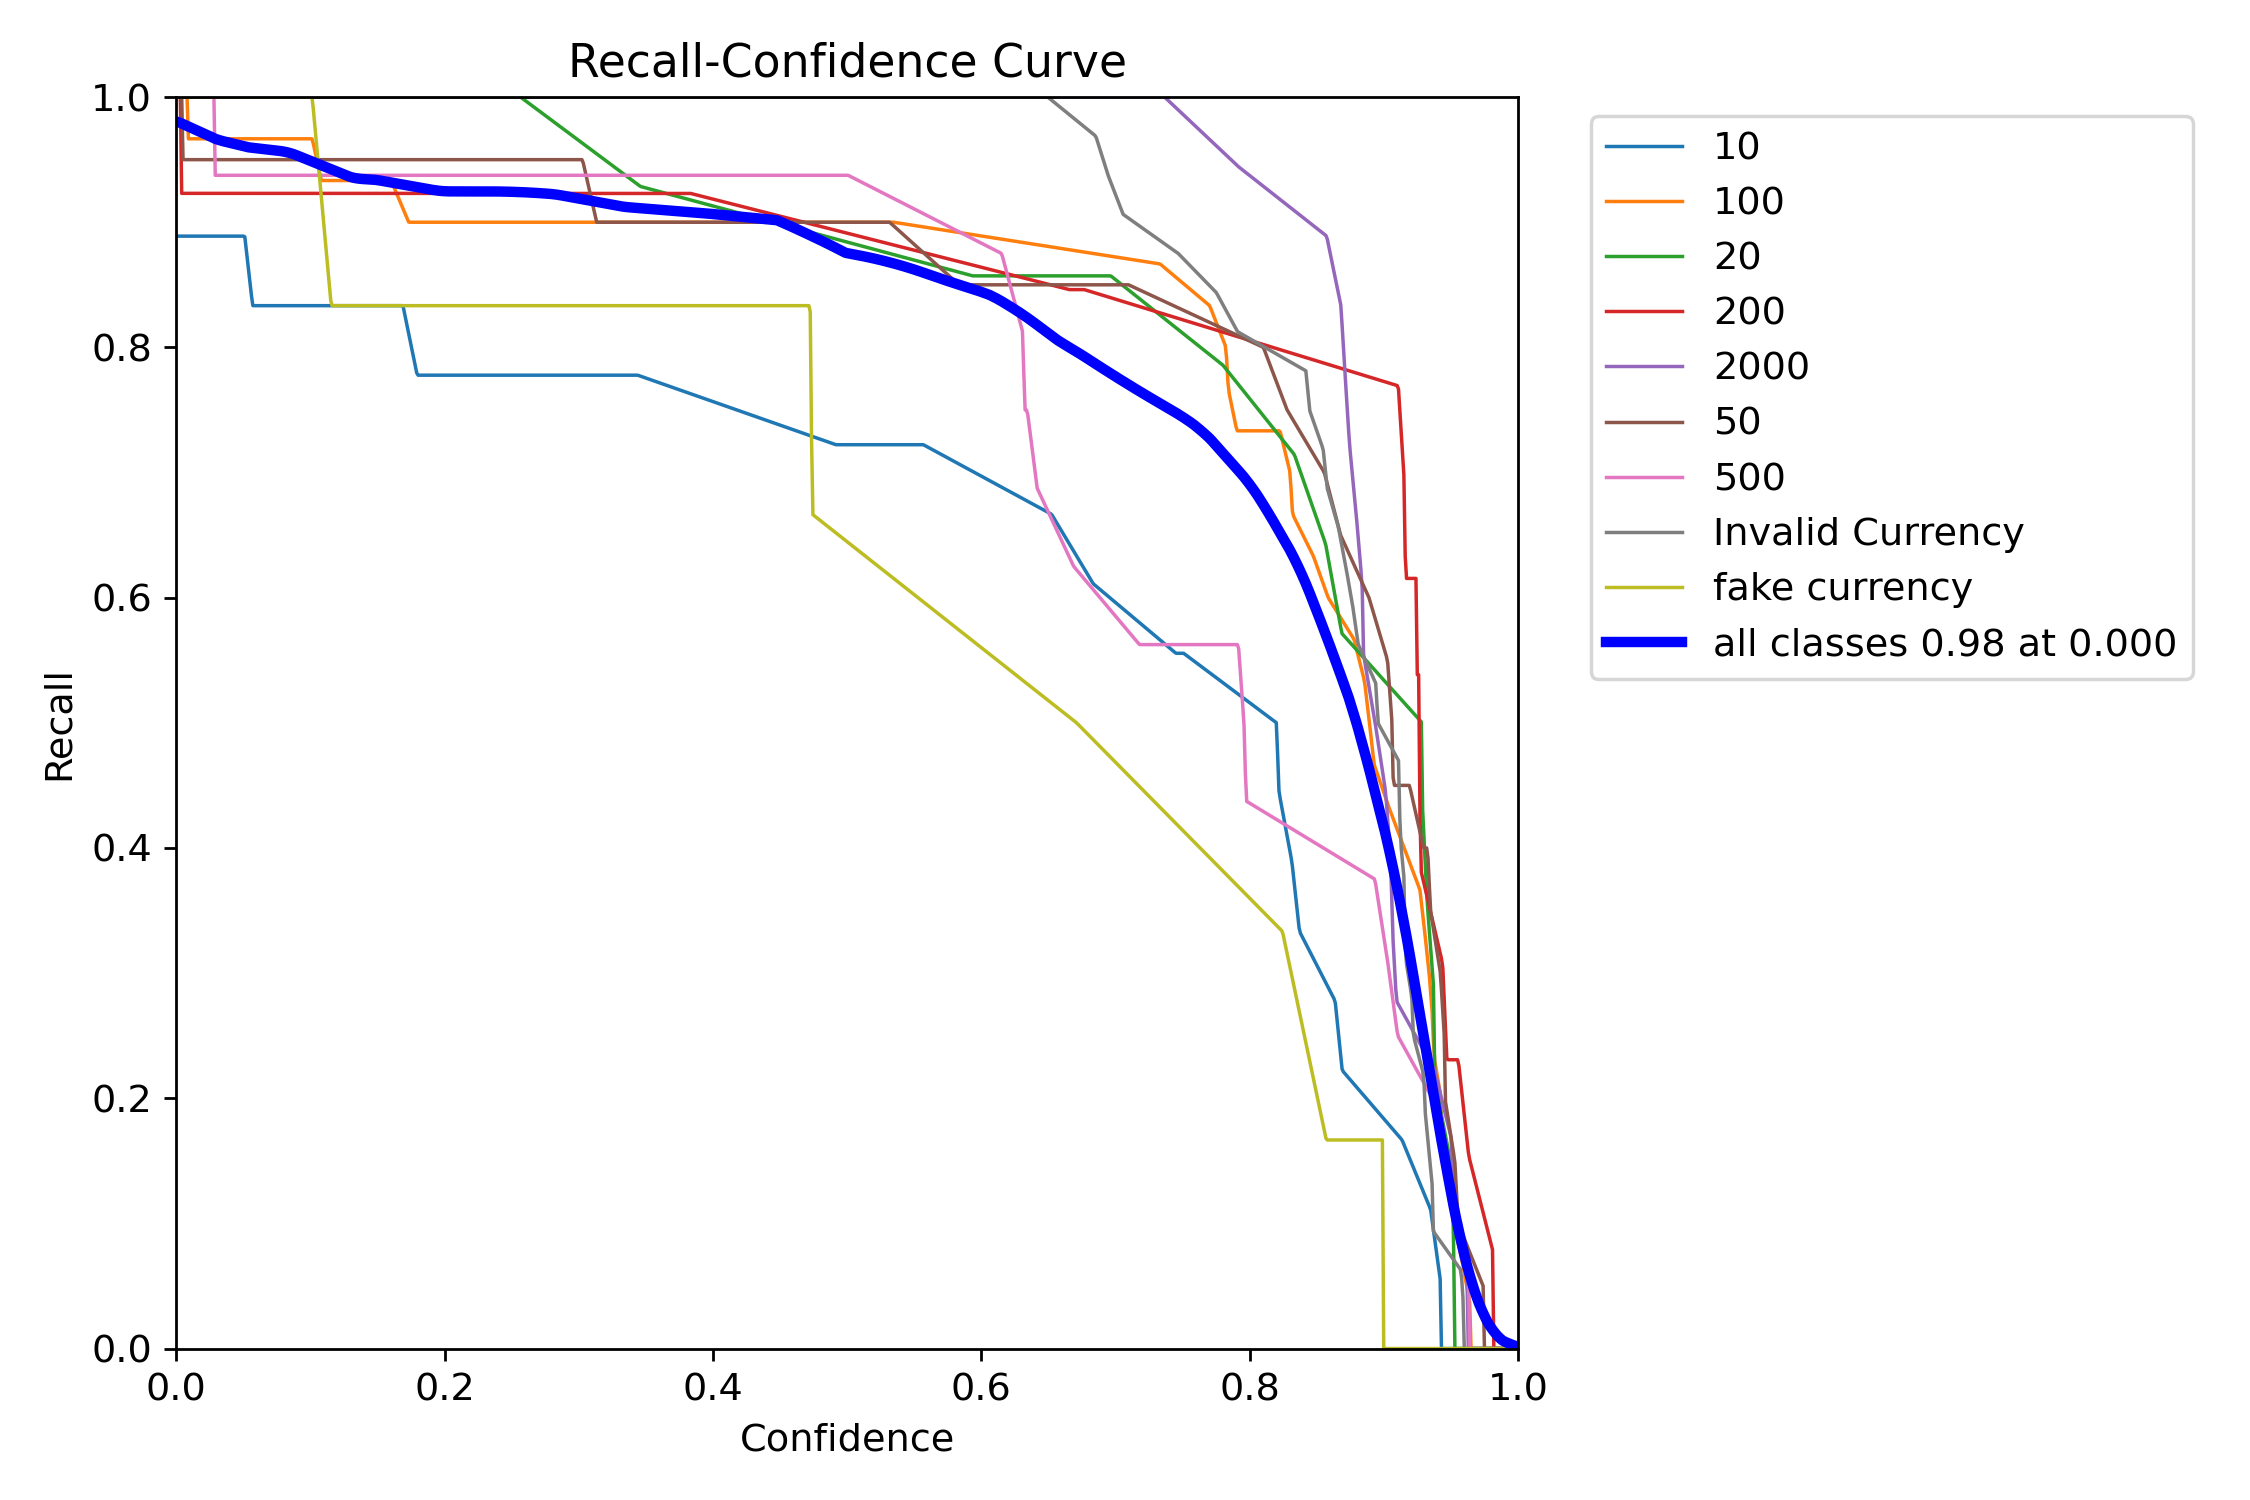 Recall-Confidence Curve
1.0
0.8
0.6
0.4
0.2
0.0
Recall
0.0 0.2 0.4 0.6 0.8 1.0
Confidence
10
100
20
200
2000
50
500
Invalid Currency
fake currency
all classes 0.98 at 0.000